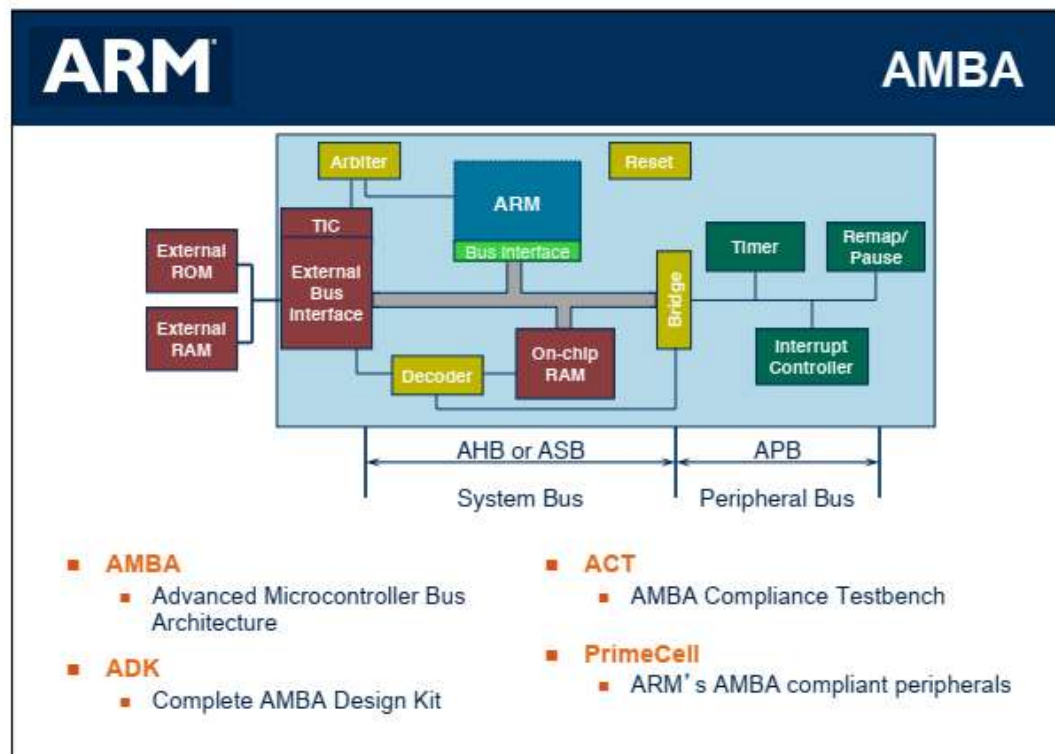 ARM
AMBA
Arbiter
Reset
ARM
Bus Interface
TIC
External
Bus
Interface
External
ROM
External
RAM
Timer
Remap/
Pause
Bridge
On-chip
RAM
Interrupt
Controller
Decoder
AHB or ASB
APB
System Bus
Peripheral Bus
AMBA
Advanced Microcontroller Bus
Architecture
ADK
Complete AMBA Design Kit
ACT
AMBA Compliance Testbench
PrimeCell
ARM's AMBA compliant peripherals